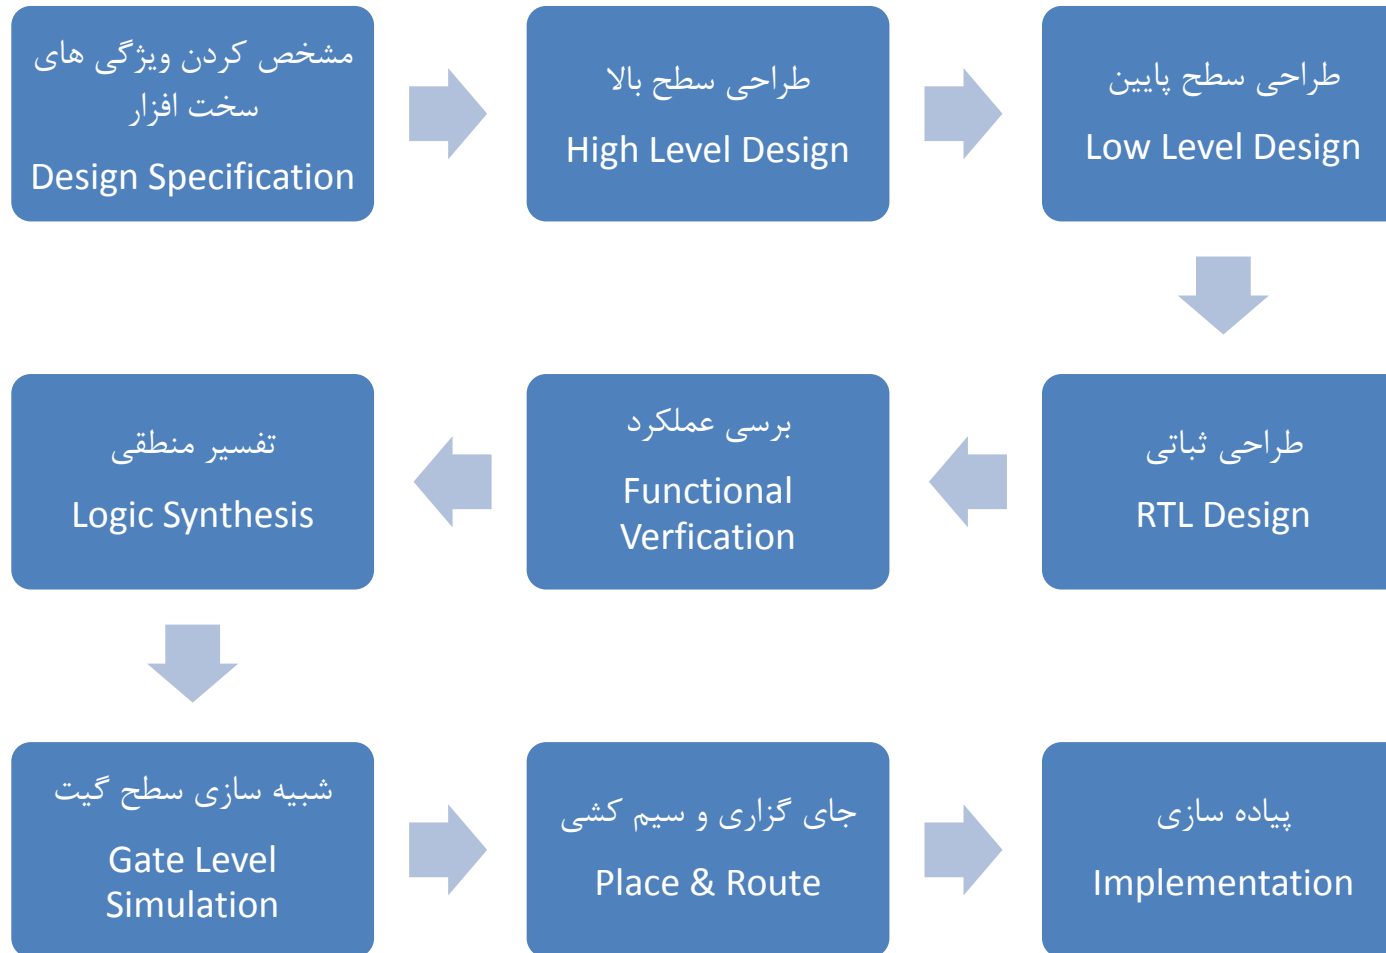 مشخص کردن ویژگی های
سخت افزار
Design Specification
طراحی سطح بالا
High Level Design
طراحی سطح پایین
Low Level Design
طراحی ثباتی
RTL Design
برسی عملکرد
Functional
Verfication
تفسیر منطقی
Logic Synthesis
شبیه سازی سطح گیت
Gate Level
Simulation
جای گزاری و سیم کشی
Place & Route
پیاده سازی
Implementation